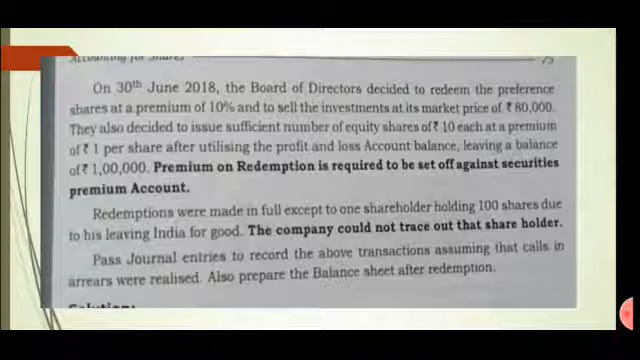 Accounting for Shares 75
On 30th June 2018, the Board of Directors decided to redeem the preference
shares at a premium of 10% and to sell the investments at its market price of ₹ 80,000.
They also decided to issue sufficient number of equity shares of ₹ 10 each at a premium
of ₹ 1 per share after utilising the profit and loss Account balance, leaving a balance
of ₹ 1,00,000. Premium on Redemption is required to be set off against securities
premium Account.
Redemptions were made in full except to one shareholder holding 100 shares due
to his leaving India for good. The company could not trace out that share holder.
Pass Journal entries to record the above transactions assuming that calls in
arrears were realised. Also prepare the Balance sheet after redemption.